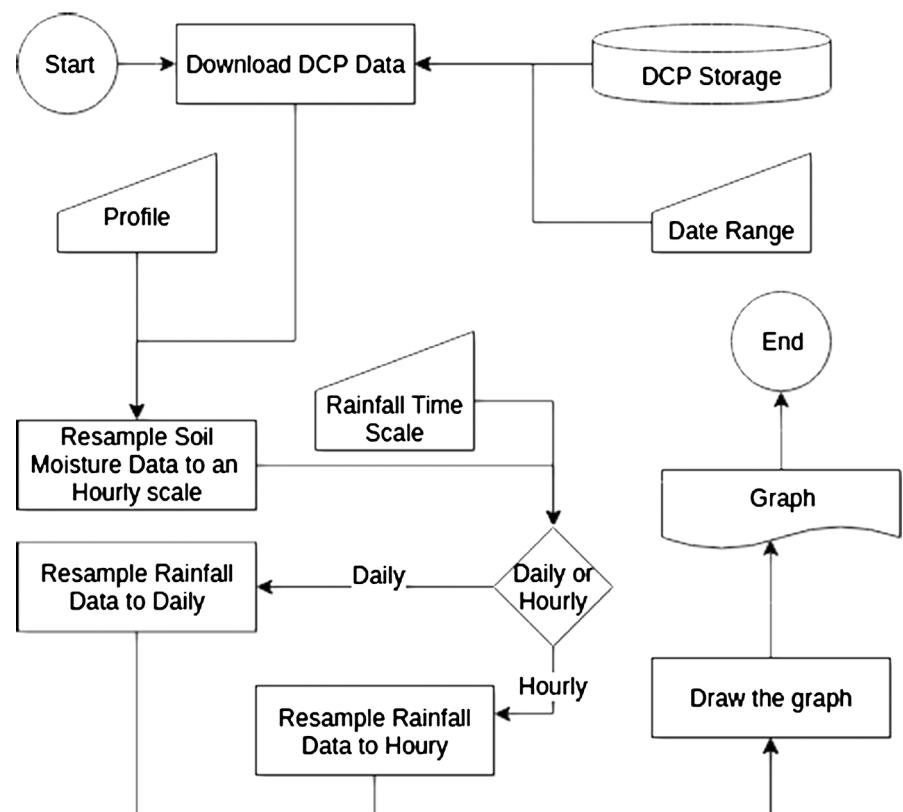 Start
Download DCP Data
DCP Storage
Profile
Date Range
End
Rainfall Time
Scale
Resample Soil
Moisture Data to an
Hourly scale
Graph
Resample Rainfall
Data to Daily
Daily
Daily or
Hourly
Hourly
Draw the graph
Resample Rainfall
Data to Houry